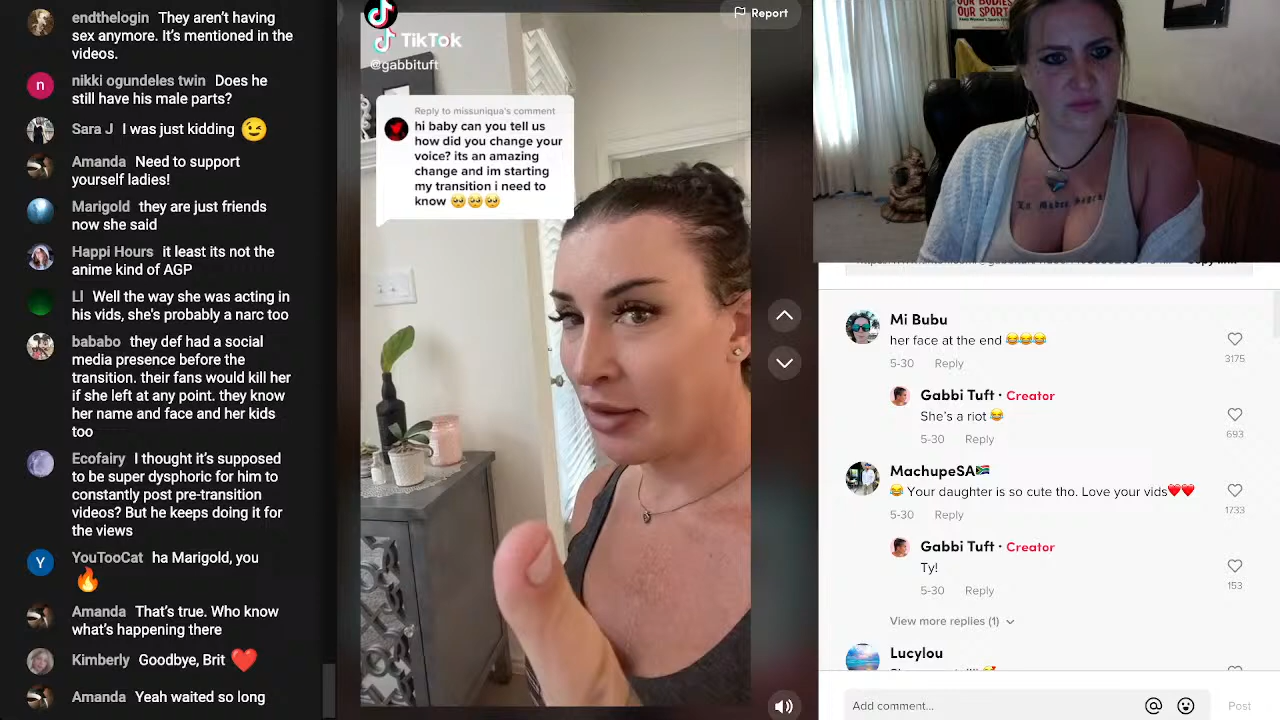 endthelogin They aren't having
sex anymore. It's mentioned in the
videos.
n
nikki ogundeles twin Does he
still have his male parts?
Sara J I was just kidding 😉
Amanda Need to support
yourself ladies!
Marigold they are just friends
now she said
Happi Hours it least its not the
anime kind of AGP
LI Well the way she was acting in
his vids, she's probably a narc too
bababo they def had a social
media presence before the
transition. their fans would kill her
if she left at any point. they know
her name and face and her kids
too
Ecofairy I thought it's supposed
to be super dysphoric for him to
constantly post pre-transition
videos? But he keeps doing it for
the views
Y
YouTooCat ha Marigold, you
🔥
Amanda That's true. Who know
what's happening there
Kimberly Goodbye, Brit ❤️
Amanda Yeah waited so long
TikTok
@gabbituft
Report
Reply to missuniqua's comment
hi baby can you tell us
how did you change your
voice? its an amazing
change and im starting
my transition i need to
know 🥺🥺🥺
OUR BODIES
OUR SPORTS
Mi Bubu
her face at the end 😂😂😂
5-30 Reply
3175
Gabbi Tuft · Creator
She's a riot 😂
5-30 Reply
693
MachupeSA🇿🇦
😂 Your daughter is so cute tho. Love your vids❤️❤️
5-30 Reply
1733
Gabbi Tuft · Creator
Ty!
5-30 Reply
153
View more replies (1)
Lucylou
Add comment...
@
Post